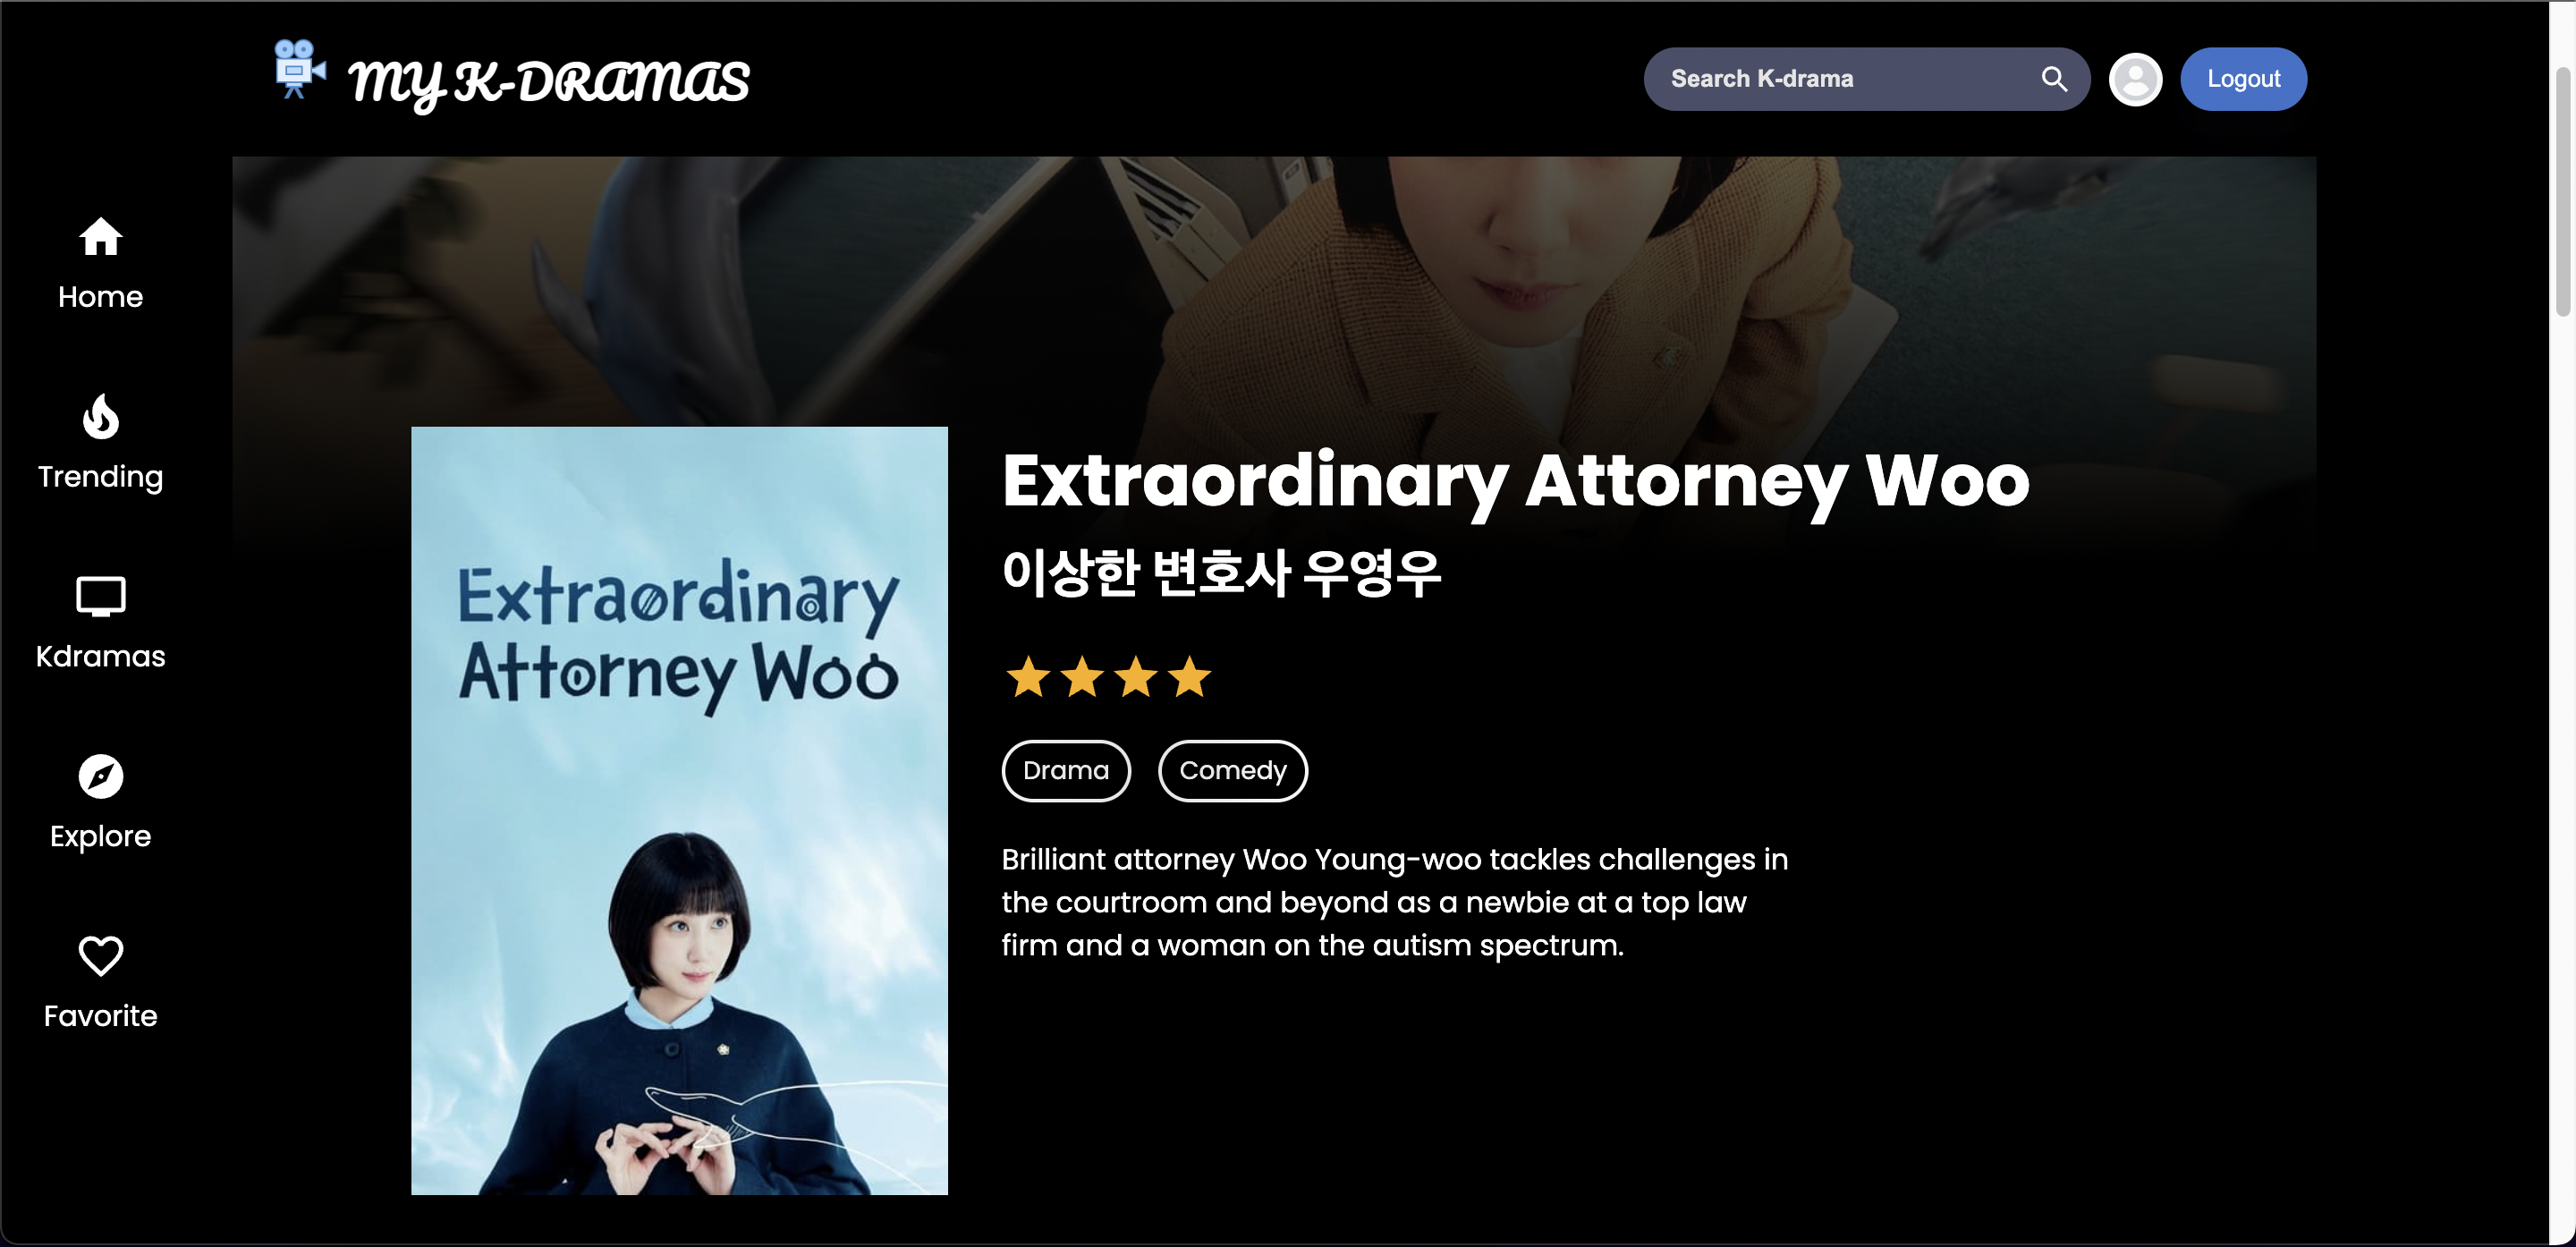 MY K-DRAMAS
Search K-drama
Logout
Home
Trending
Kdramas
Explore
Favorite
Extraordinary
Attorney Woo
Extraordinary Attorney Woo
이상한 변호사 우영우
Drama
Comedy
Brilliant attorney Woo Young-woo tackles challenges in
the courtroom and beyond as a newbie at a top law
firm and a woman on the autism spectrum.